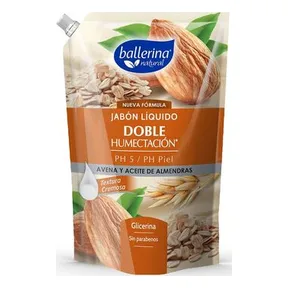 ballerina
natural
NUEVA FÓRMULA
JABÓN LÍQUIDO
DOBLE
HUMECTACIÓN*
PH 5 / PH Piel
AVENA Y ACEITE DE ALMENDRAS
Textura
Cremosa
Glicerina
Sin parabenos